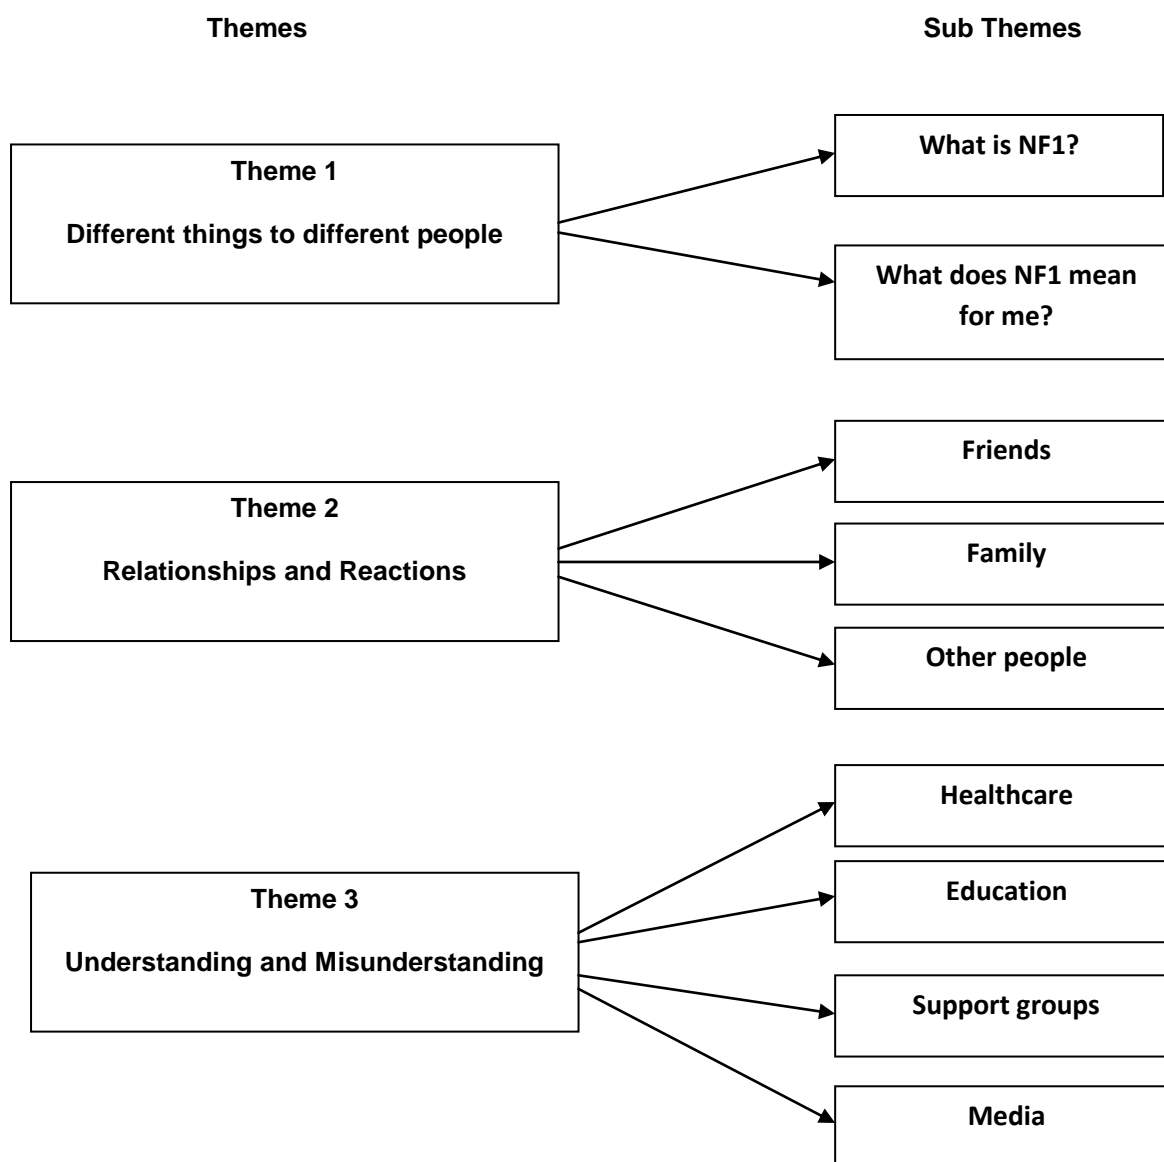 Themes
Sub Themes
Theme 1
Different things to different people
What is NF1?
What does NF1 mean
for me?
Theme 2
Relationships and Reactions
Friends
Family
Other people
Theme 3
Understanding and Misunderstanding
Healthcare
Education
Support groups
Media